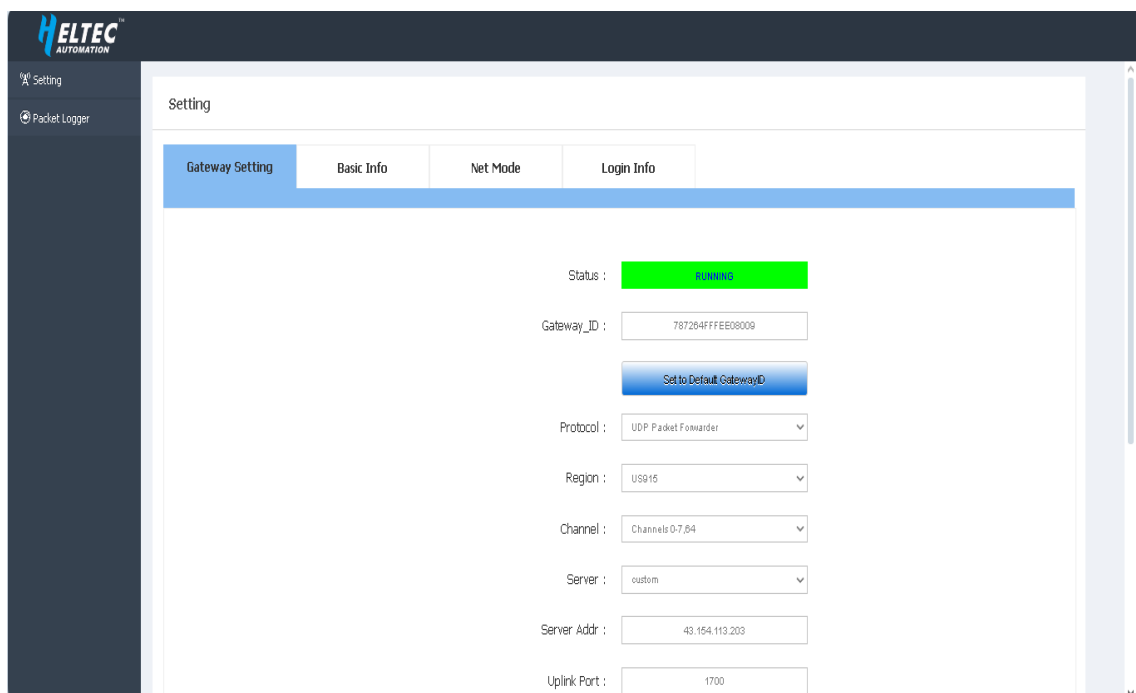 HELTEC™
AUTOMATION
Setting
Packet Logger
Setting
Gateway Setting Basic Info Net Mode Login Info
Status : RUNNING
Gateway_ID : 787264FFFEE08009
Set to Default GatewayID
Protocol : UDP Packet Forwarder
Region : US915
Channel : Channels 0-7,64
Server : custom
Server Addr : 43.154.113.203
Uplink Port : 1700